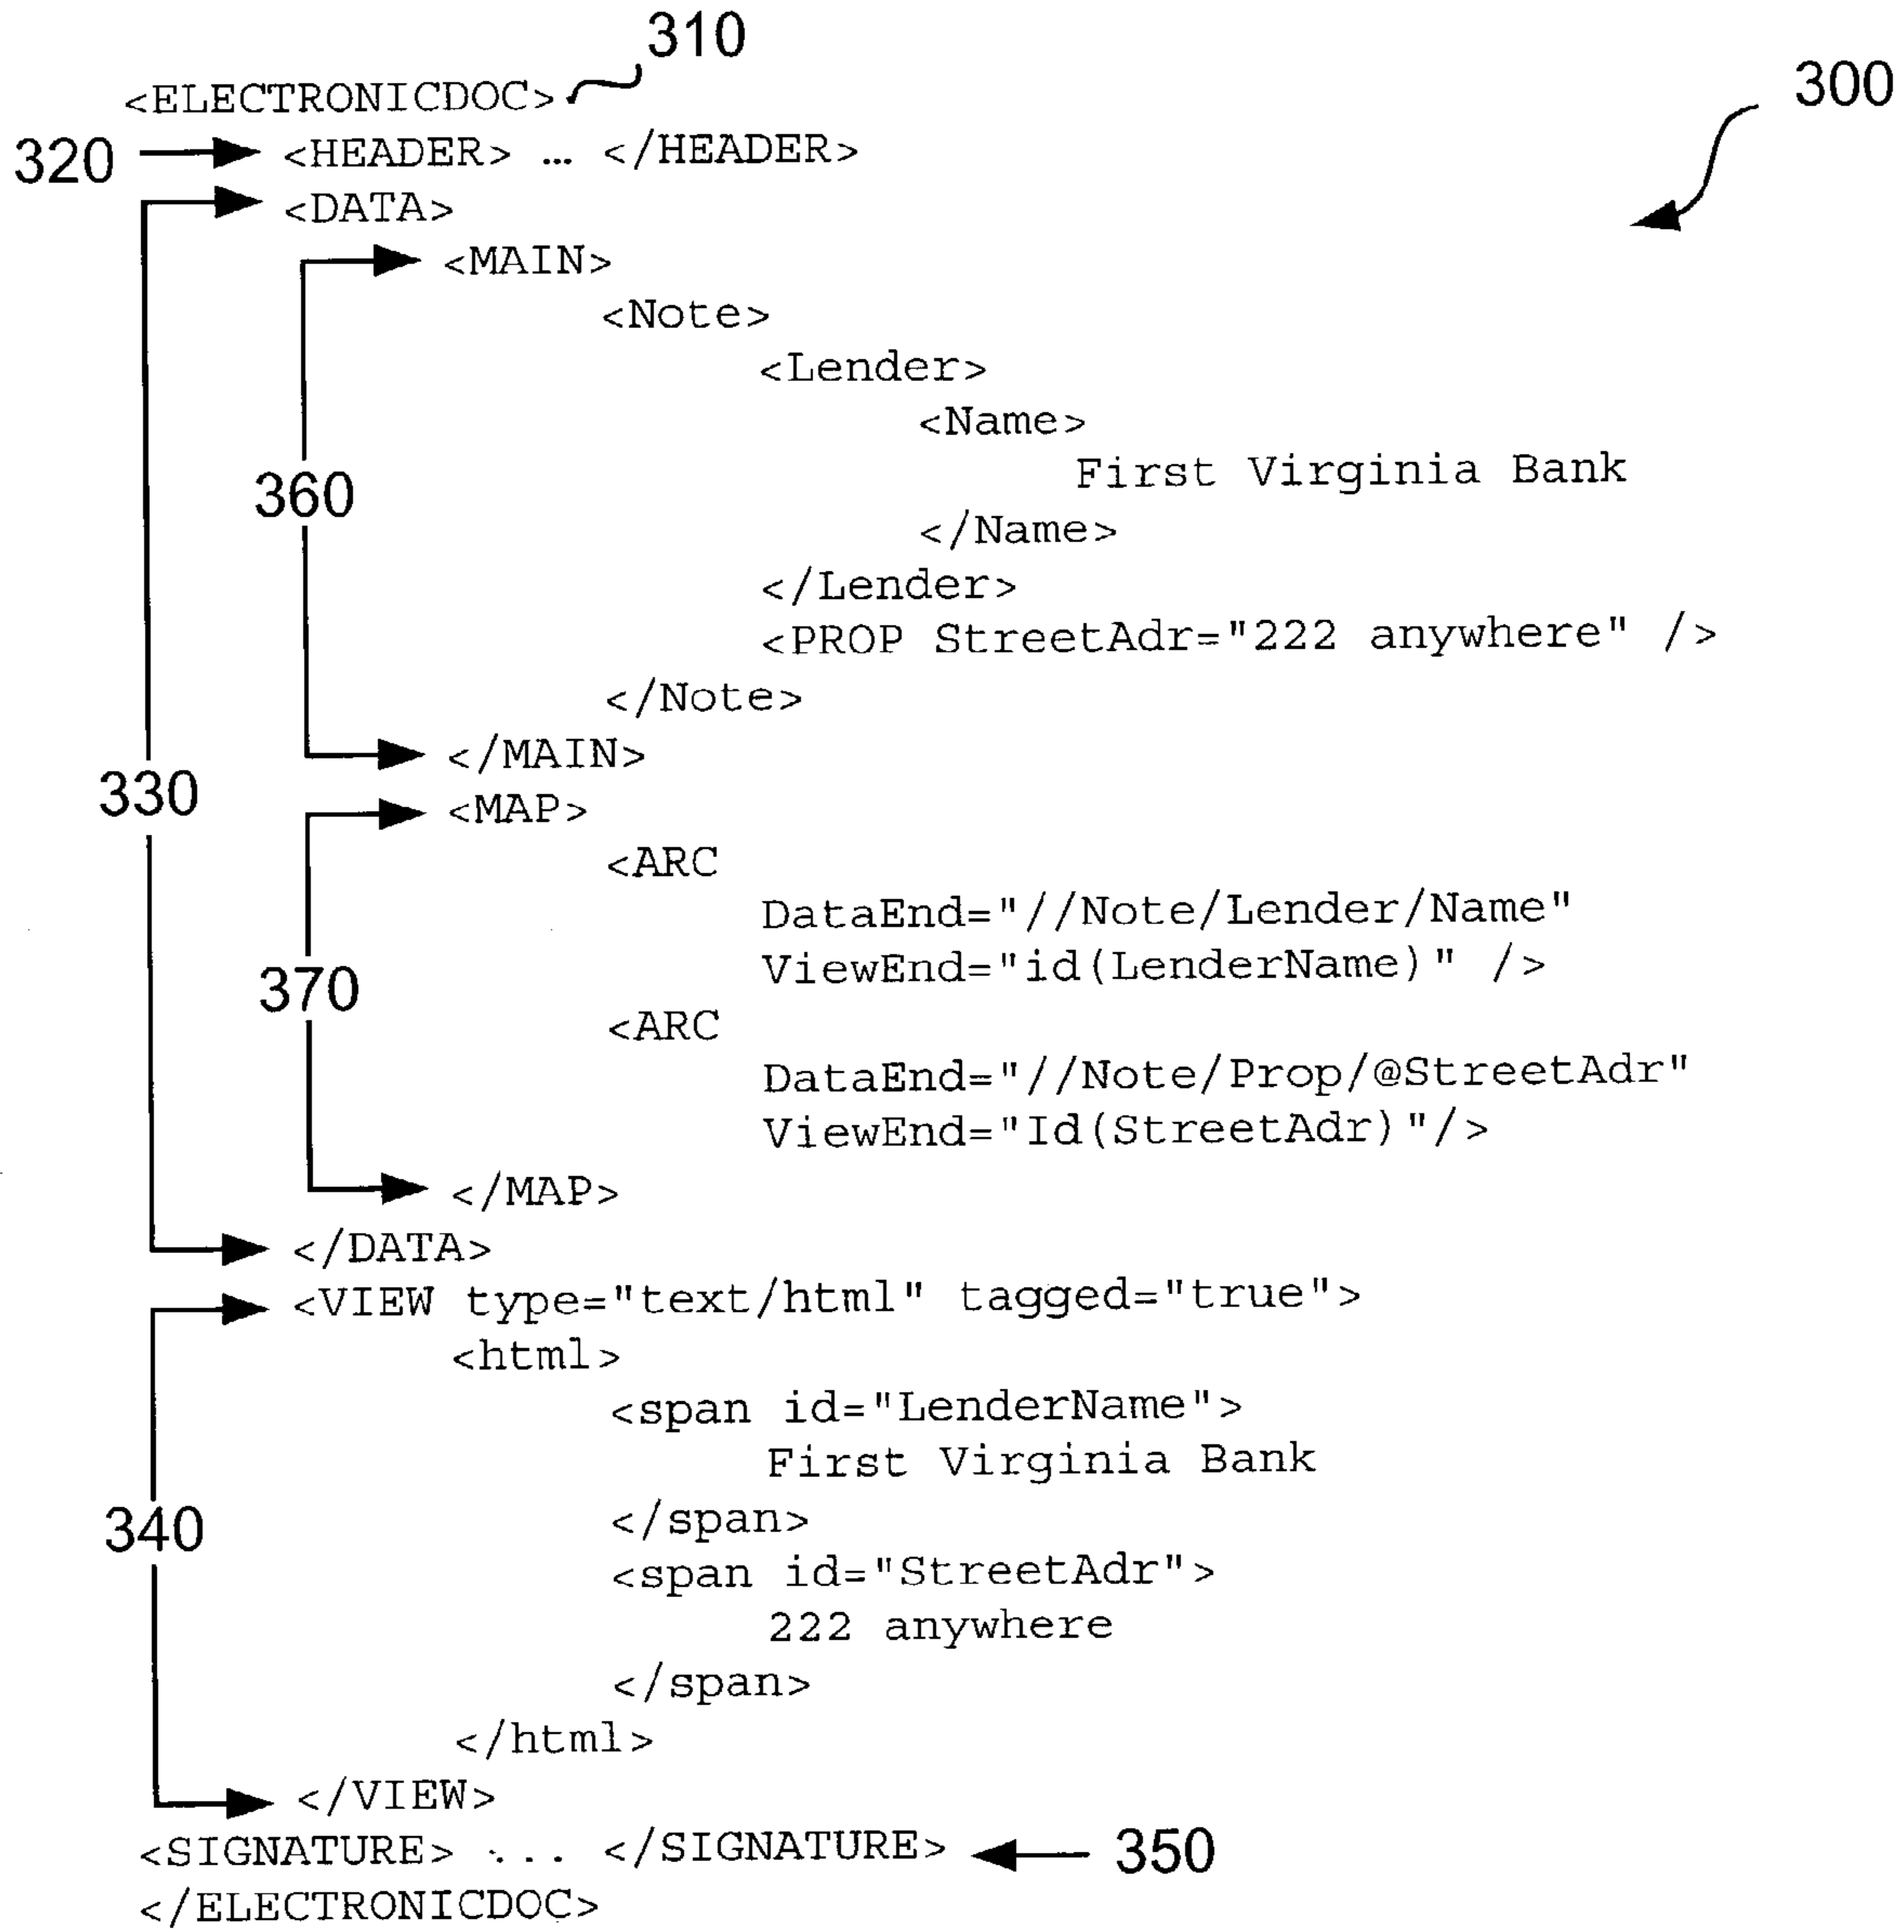 310
<ELECTRONICDOC>
300
320 <HEADER> ... </HEADER>
<DATA>
<MAIN>
<Note>
<Lender>
<Name>
First Virginia Bank
360
</Name>
</Lender>
<PROP StreetAdr="222 anywhere" />
</Note>
</MAIN>
330
<MAP>
<ARC
DataEnd="//Note/Lender/Name"
ViewEnd="id(LenderName)" />
370
<ARC
DataEnd="//Note/Prop/@StreetAdr"
ViewEnd="Id(StreetAdr)"/>
</MAP>
</DATA>
<VIEW type="text/html" tagged="true">
<html>
<span id="LenderName">
First Virginia Bank
</span>
340
<span id="StreetAdr">
222 anywhere
</span>
</html>
</VIEW>
<SIGNATURE> ... </SIGNATURE> 350
</ELECTRONICDOC>